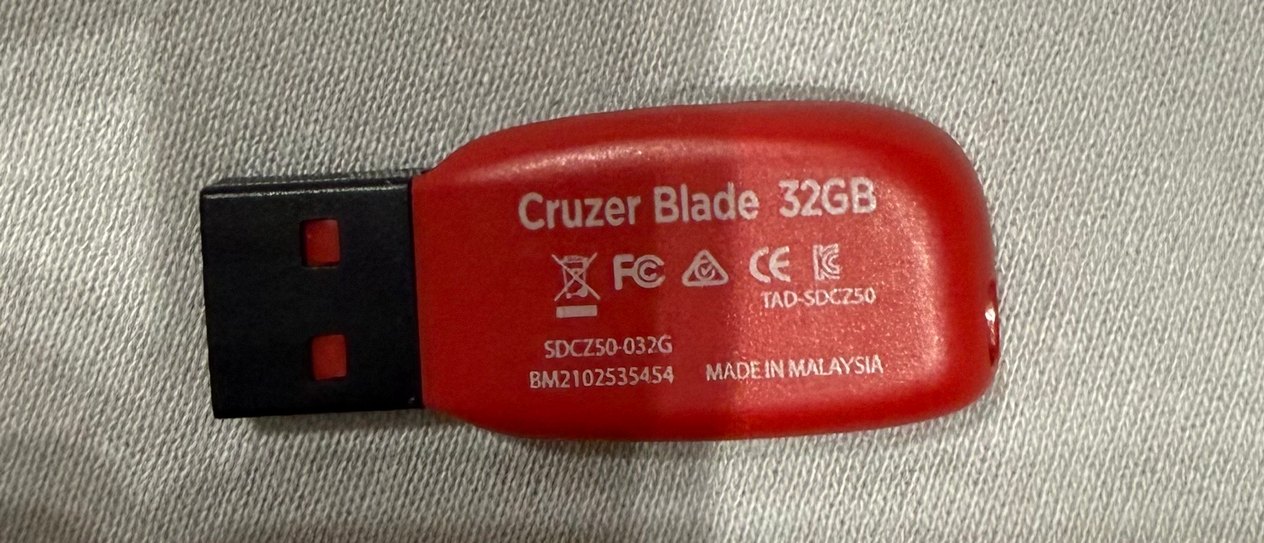 Cruzer Blade 32GB
FC CE
TAD-SDCZ50
SDCZ50-032G
BM2102535454 MADE IN MALAYSIA